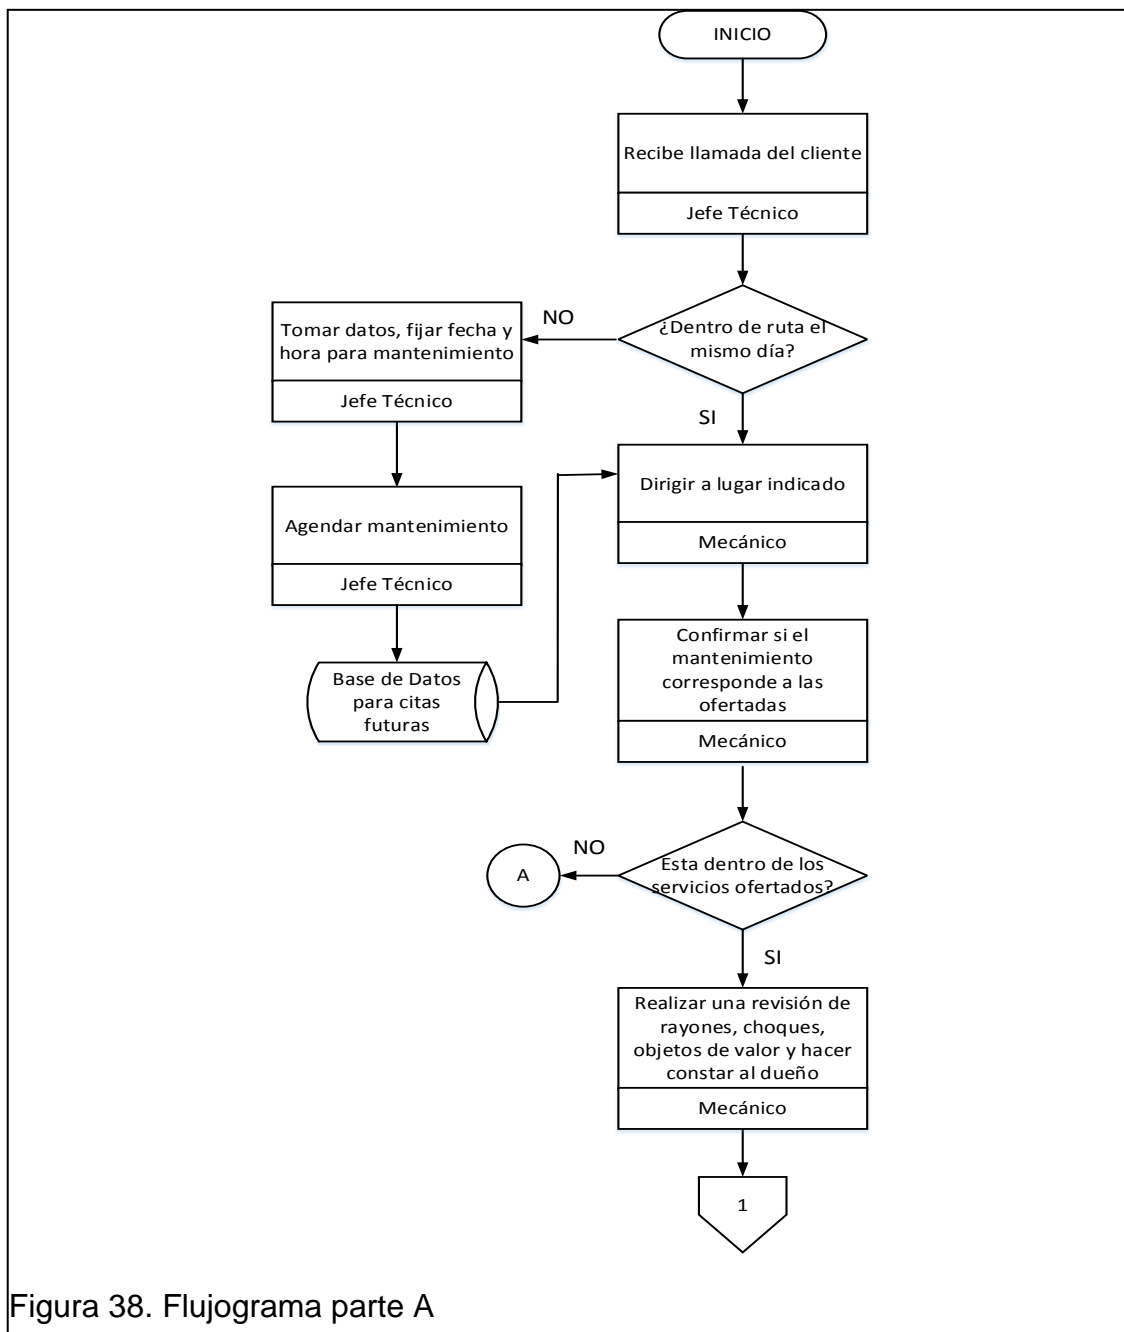 INICIO
Recibe llamada del cliente
Jefe Técnico
¿Dentro de ruta el
mismo día?
NO
Tomar datos, fijar fecha y
hora para mantenimiento
Jefe Técnico
SI
Dirigir a lugar indicado
Mecánico
Agendar mantenimiento
Jefe Técnico
Base de Datos
para citas
futuras
Confirmar si el
mantenimiento
corresponde a las
ofertadas
Mecánico
Esta dentro de los
servicios ofertados?
NO
A
SI
Realizar una revisión de
rayones, choques,
objetos de valor y hacer
constar al dueño
Mecánico
1
Figura 38. Flujograma parte A